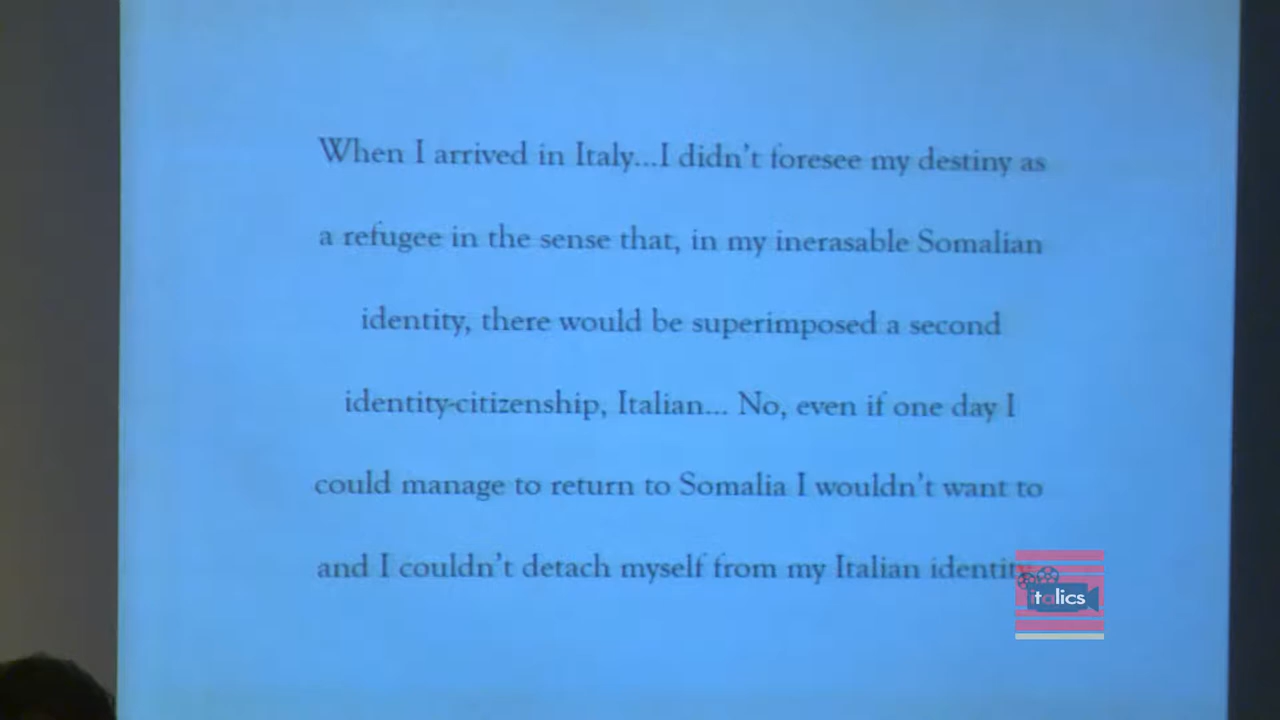 When I arrived in Italy...I didn't foresee my destiny as
a refugee in the sense that, in my inerasable Somalian
identity, there would be superimposed a second
identity-citizenship, Italian... No, even if one day I
could manage to return to Somalia I wouldn't want to
and I couldn't detach myself from my Italian identity
italics